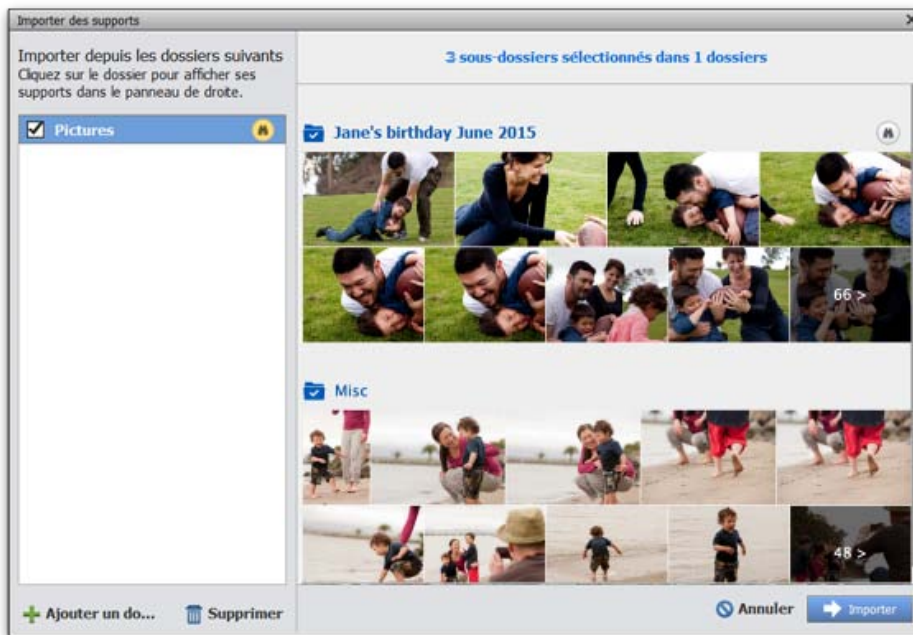 Importer des supports
Importer depuis les dossiers suivants
Cliquez sur le dossier pour afficher ses
supports dans le panneau de droite.
Pictures
3 sous-dossiers sélectionnés dans 1 dossiers
Jane's birthday June 2015
66 >
Misc
48 >
Ajouter un do...
Supprimer
Annuler
Importer